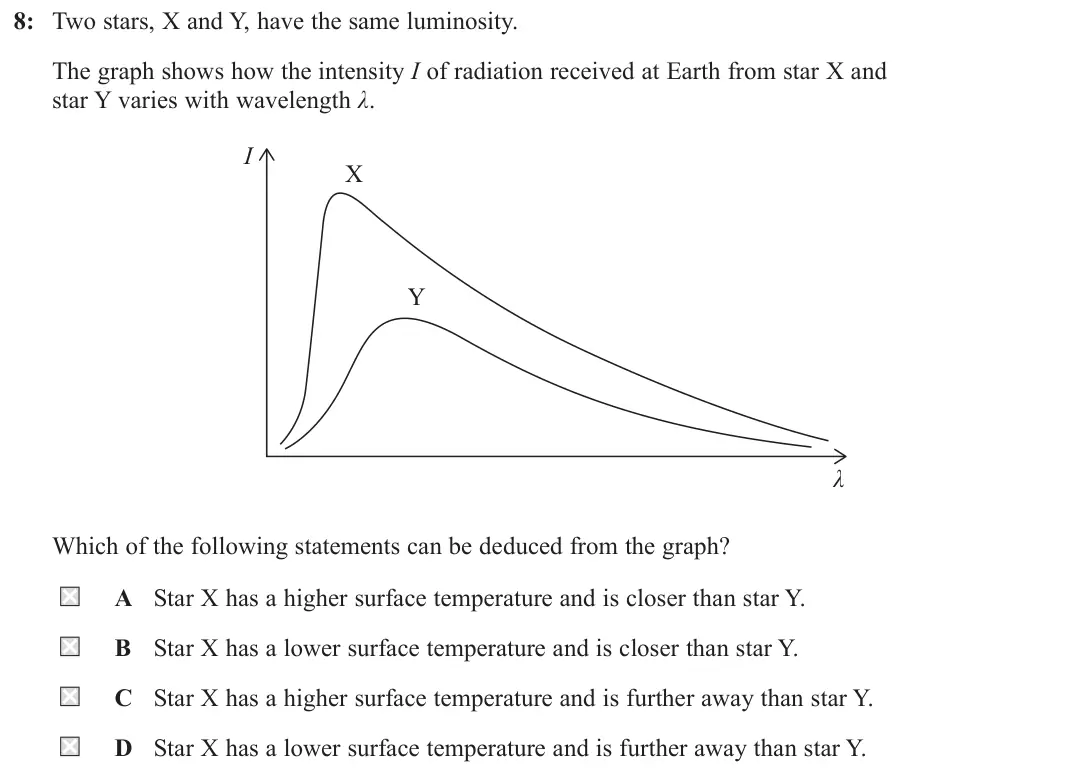 8: Two stars, X and Y, have the same luminosity.
The graph shows how the intensity I of radiation received at Earth from star X and
star Y varies with wavelength λ.
I
X
Y
λ
Which of the following statements can be deduced from the graph?
A Star X has a higher surface temperature and is closer than star Y.
B Star X has a lower surface temperature and is closer than star Y.
C Star X has a higher surface temperature and is further away than star Y.
D Star X has a lower surface temperature and is further away than star Y.